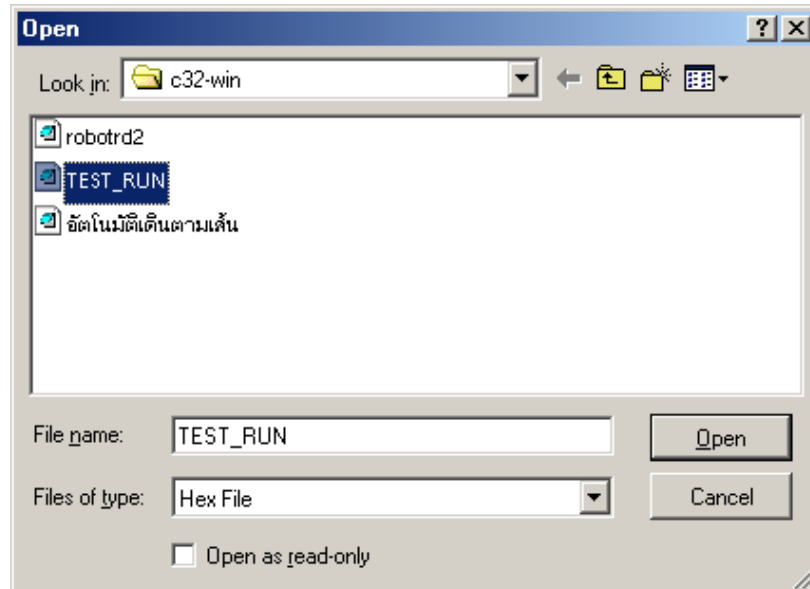 Open
Look in: c32-win
robotrd2
TEST_RUN
อัตโนมัติเดินตามเส้น
File name: TEST_RUN Open
Files of type: Hex File Cancel
Open as read-only